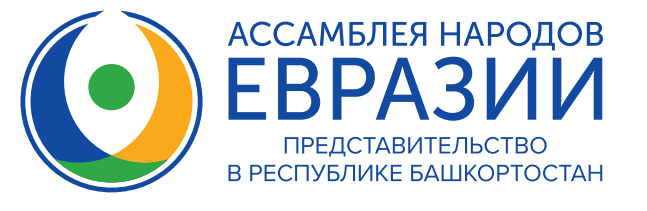 АССАМБЛЕЯ НАРОДОВ
ЕВРАЗИИ
ПРЕДСТАВИТЕЛЬСТВО
В РЕСПУБЛИКЕ БАШКОРТОСТАН